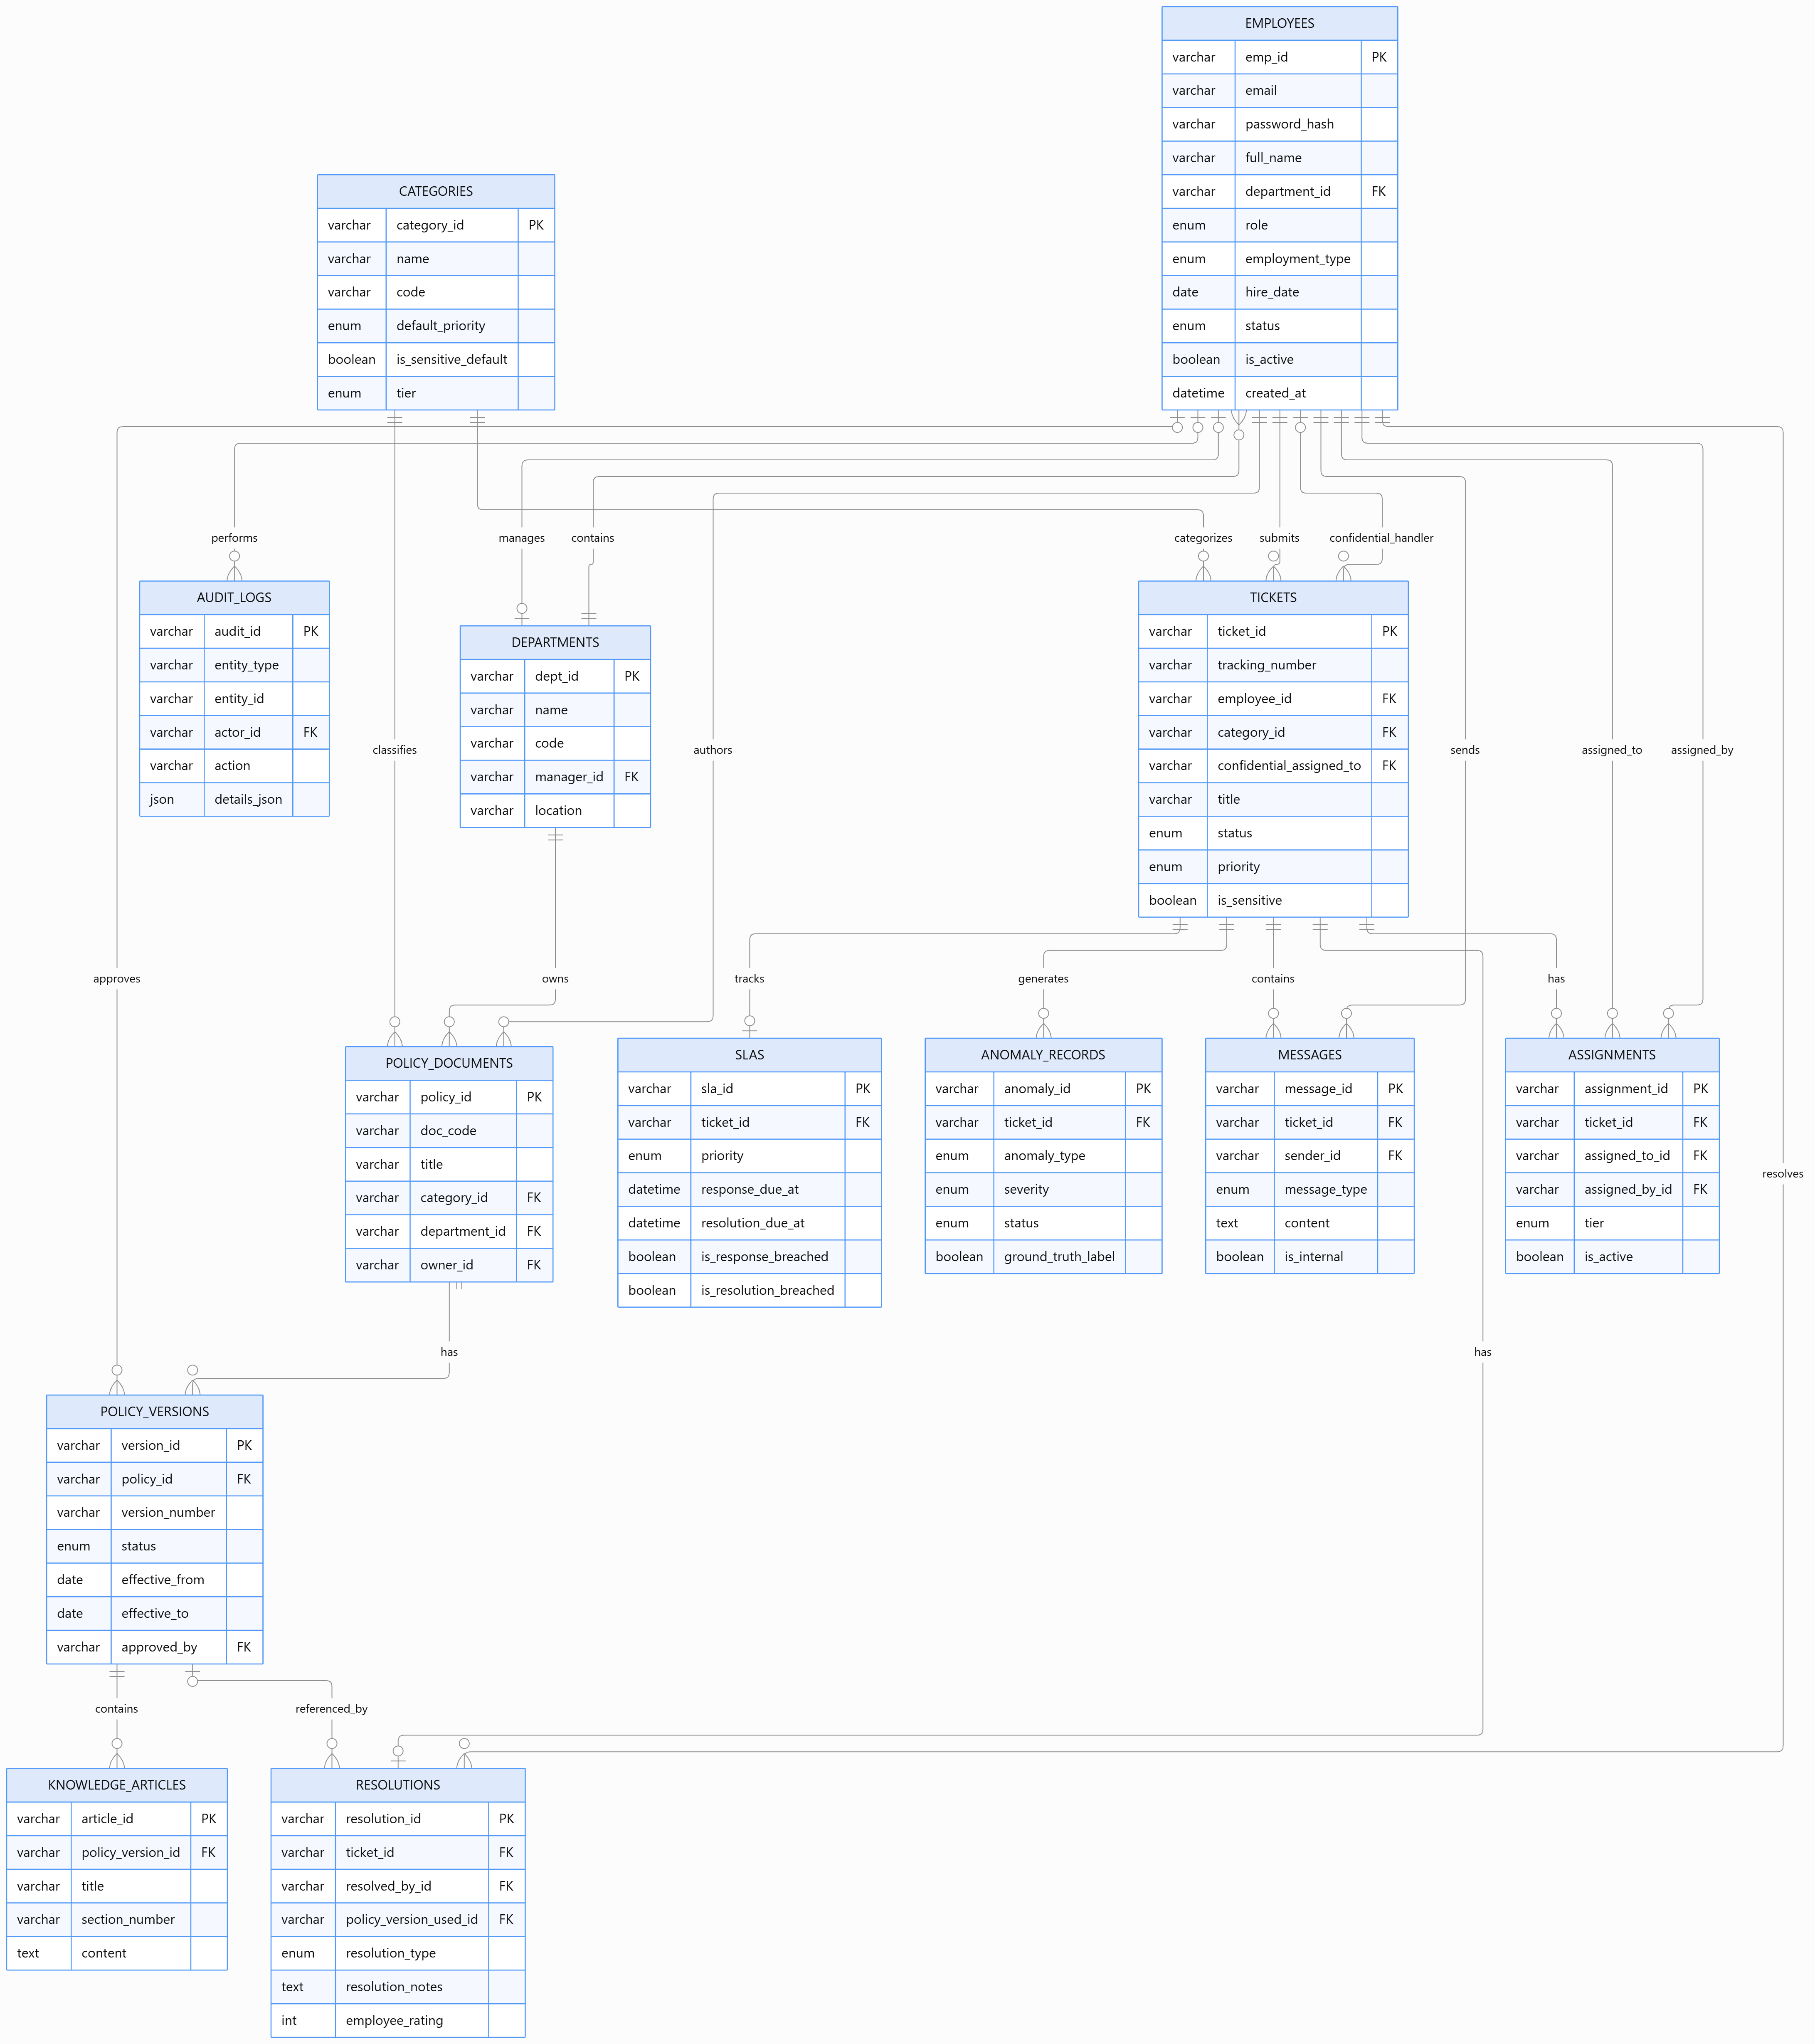 EMPLOYEES
varchar emp_id PK
varchar email
varchar password_hash
varchar full_name
varchar department_id FK
enum role
enum employment_type
date hire_date
enum status
boolean is_active
datetime created_at
CATEGORIES
varchar category_id PK
varchar name
varchar code
enum default_priority
boolean is_sensitive_default
enum tier
performs
manages
contains
categorizes
submits
confidential_handler
AUDIT_LOGS
varchar audit_id PK
varchar entity_type
varchar entity_id
varchar actor_id FK
varchar action
json details_json
DEPARTMENTS
varchar dept_id PK
varchar name
varchar code
varchar manager_id FK
varchar location
TICKETS
varchar ticket_id PK
varchar tracking_number
varchar employee_id FK
varchar category_id FK
varchar confidential_assigned_to FK
varchar title
enum status
enum priority
boolean is_sensitive
classifies
authors
sends
assigned_to
assigned_by
approves
owns
tracks
generates
contains
has
POLICY_DOCUMENTS
varchar policy_id PK
varchar doc_code
varchar title
varchar category_id FK
varchar department_id FK
varchar owner_id FK
SLAS
varchar sla_id PK
varchar ticket_id FK
enum priority
datetime response_due_at
datetime resolution_due_at
boolean is_response_breached
boolean is_resolution_breached
ANOMALY_RECORDS
varchar anomaly_id PK
varchar ticket_id FK
enum anomaly_type
enum severity
enum status
boolean ground_truth_label
MESSAGES
varchar message_id PK
varchar ticket_id FK
varchar sender_id FK
enum message_type
text content
boolean is_internal
ASSIGNMENTS
varchar assignment_id PK
varchar ticket_id FK
varchar assigned_to_id FK
varchar assigned_by_id FK
enum tier
boolean is_active
resolves
has
has
POLICY_VERSIONS
varchar version_id PK
varchar policy_id FK
varchar version_number
enum status
date effective_from
date effective_to
varchar approved_by FK
contains
referenced_by
KNOWLEDGE_ARTICLES
varchar article_id PK
varchar policy_version_id FK
varchar title
varchar section_number
text content
RESOLUTIONS
varchar resolution_id PK
varchar ticket_id FK
varchar resolved_by_id FK
varchar policy_version_used_id FK
enum resolution_type
text resolution_notes
int employee_rating